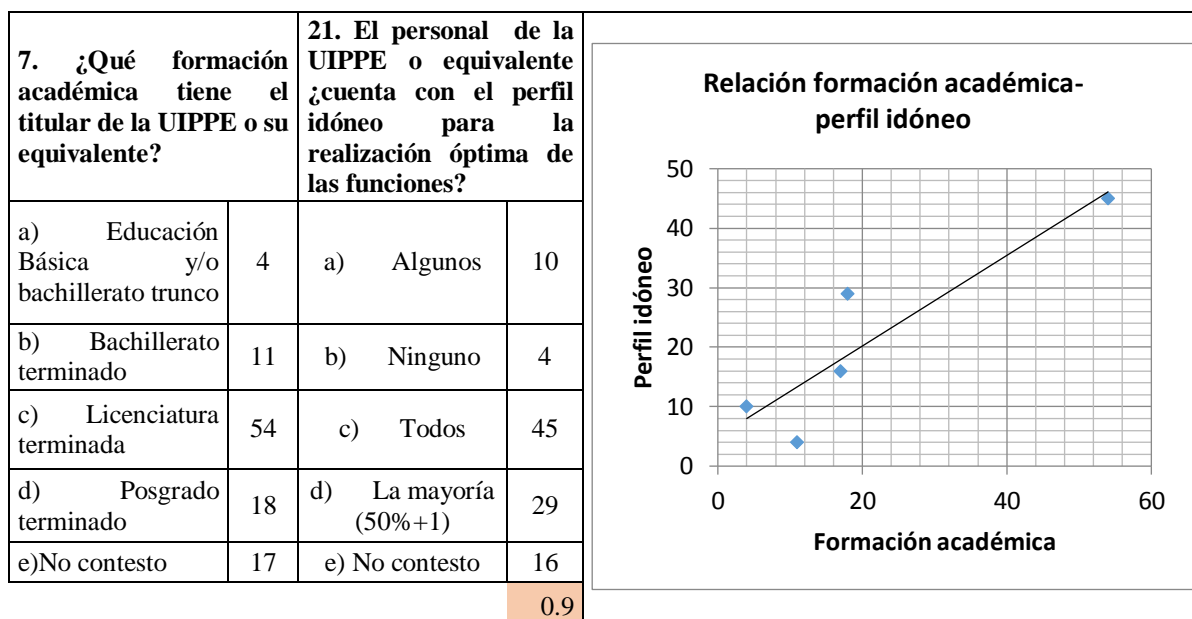 7. ¿Qué formación
académica tiene el
titular de la UIPPE o su
equivalente?
21. El personal de la
UIPPE o equivalente
¿cuenta con el perfil
idóneo para la
realización óptima de
las funciones?
a) Educación
Básica y/o
bachillerato trunco
4
a) Algunos
10
b) Bachillerato
terminado
11
b) Ninguno
4
c) Licenciatura
terminada
54
c) Todos
45
d) Posgrado
terminado
18
d) La mayoría
(50%+1)
29
e)No contesto
17
e) No contesto
16
0.9
Relación formación académica-
perfil idóneo
Perfil idóneo
50
40
30
20
10
0
0 20 40 60
Formación académica